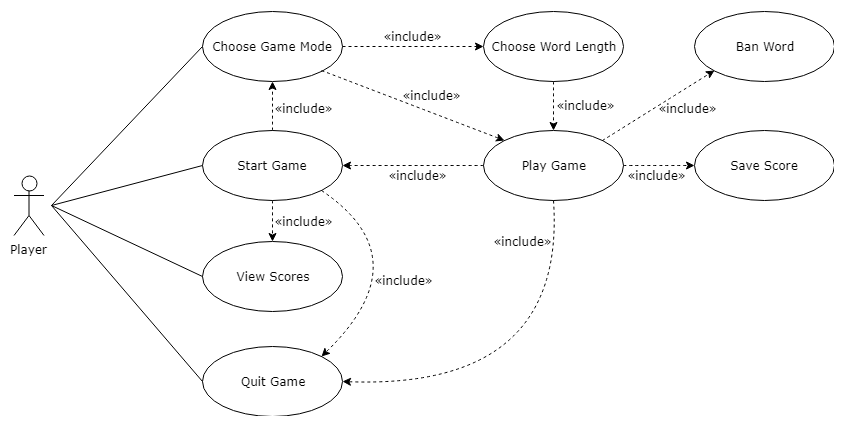 Choose Game Mode
«include»
Choose Word Length
Ban Word
«include»
«include»
«include»
«include»
Start Game
«include»
Play Game
«include»
Save Score
Player
«include»
«include»
View Scores
«include»
Quit Game